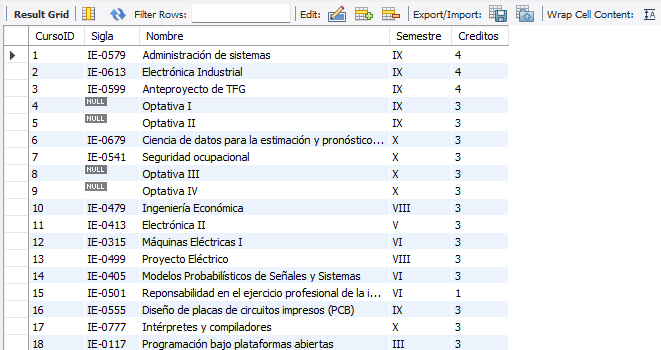 Result Grid Filter Rows: Edit: Export/Import: Wrap Cell Content: IA
CursoID Sigla Nombre Semestre Creditos
1 IE-0579 Administración de sistemas IX 4
2 IE-0613 Electrónica Industrial IX 4
3 IE-0599 Anteproyecto de TFG IX 4
4 NULL Optativa I IX 3
5 NULL Optativa II IX 3
6 IE-0679 Ciencia de datos para la estimación y pronóstico... X 3
7 IE-0541 Seguridad ocupacional X 3
8 NULL Optativa III X 3
9 NULL Optativa IV X 3
10 IE-0479 Ingeniería Económica VIII 3
11 IE-0413 Electrónica II V 3
12 IE-0315 Máquinas Eléctricas I VI 3
13 IE-0499 Proyecto Eléctrico VIII 3
14 IE-0405 Modelos Probabilísticos de Señales y Sistemas VI 3
15 IE-0501 Reponsabilidad en el ejercicio profesional de la i... VI 1
16 IE-0555 Diseño de placas de circuitos impresos (PCB) IX 3
17 IE-0777 Intérpretes y compiladores X 3
18 IE-0117 Programación bajo plataformas abiertas III 3